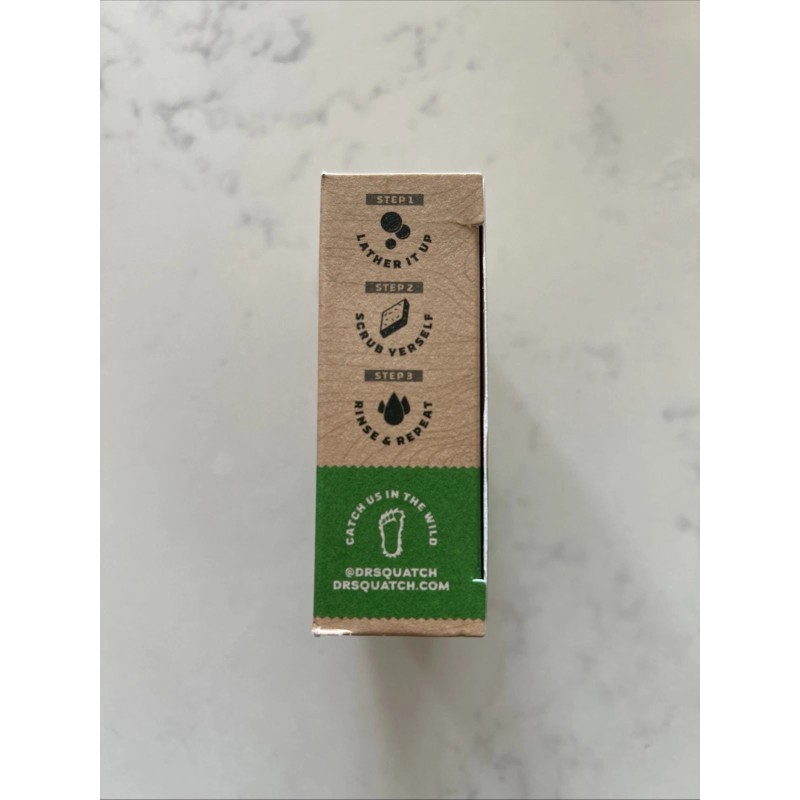 STEP 1
LATHER IT UP
STEP 2
SCRUB YERSELF
STEP 3
RINSE & REPEAT
CATCH US IN THE WILD
@DRSQUATCH
DRSQUATCH.COM